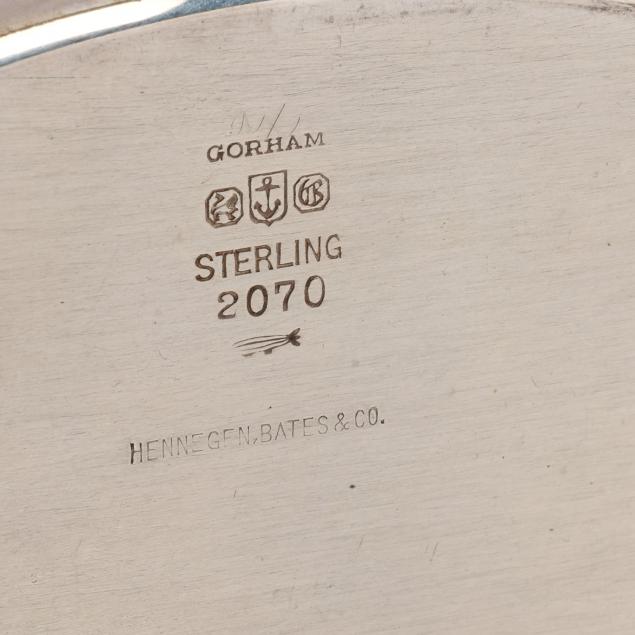 GORHAM
G
STERLING
2070
HENNEGEN, BATES & CO.